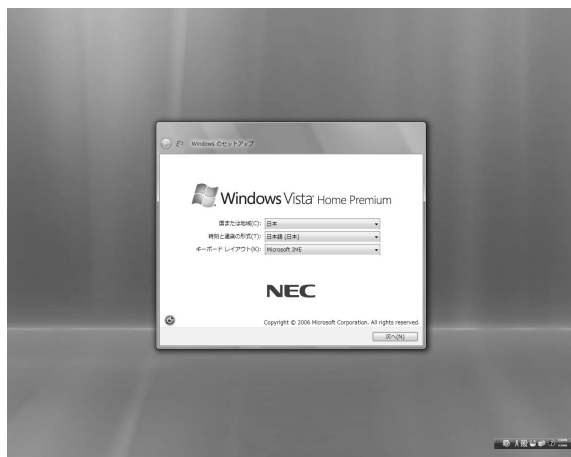 Windows のセットアップ
Windows Vista Home Premium
国または地域(C): 日本
時刻と通貨の形式(T): 日本語 (日本)
キーボード レイアウト(K): Microsoft IME
NEC
Copyright © 2006 Microsoft Corporation. All rights reserved.
次へ(N)
A 般